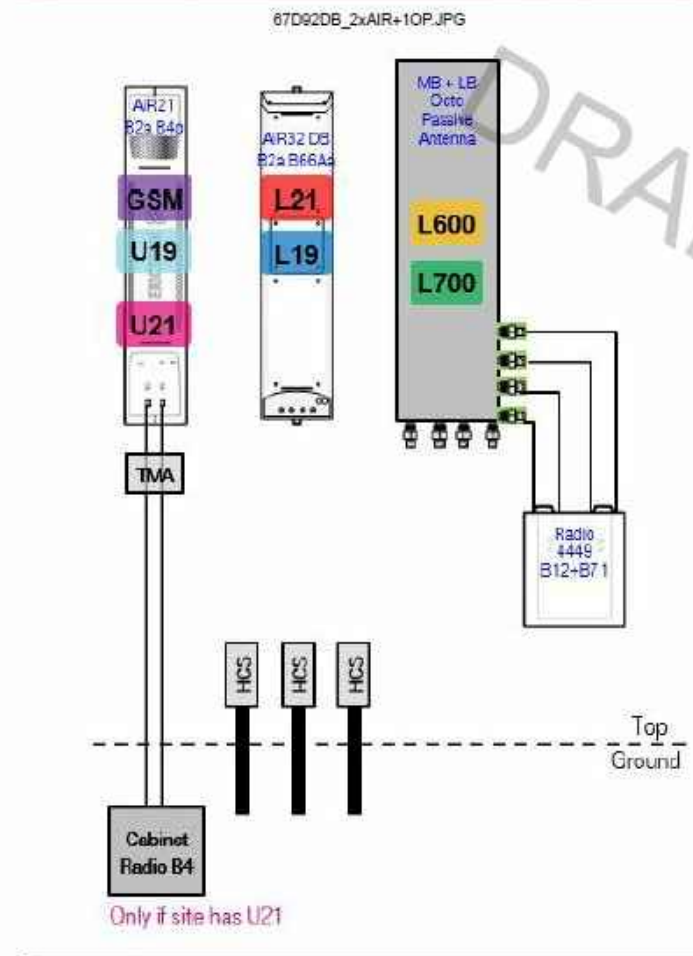 67D92DB_2xAIR+1OP.JPG
AIR21
B2a B4p
GSM
U19
U21
TMA
AIR32 DB
B2a B66Aa
L21
L19
MB + LB
Octo
Passive
Antenna
L600
L700
Radio
4449
B12+B71
HCS
HCS
HCS
Top
Ground
Cabinet
Radio B4
Only if site has U21